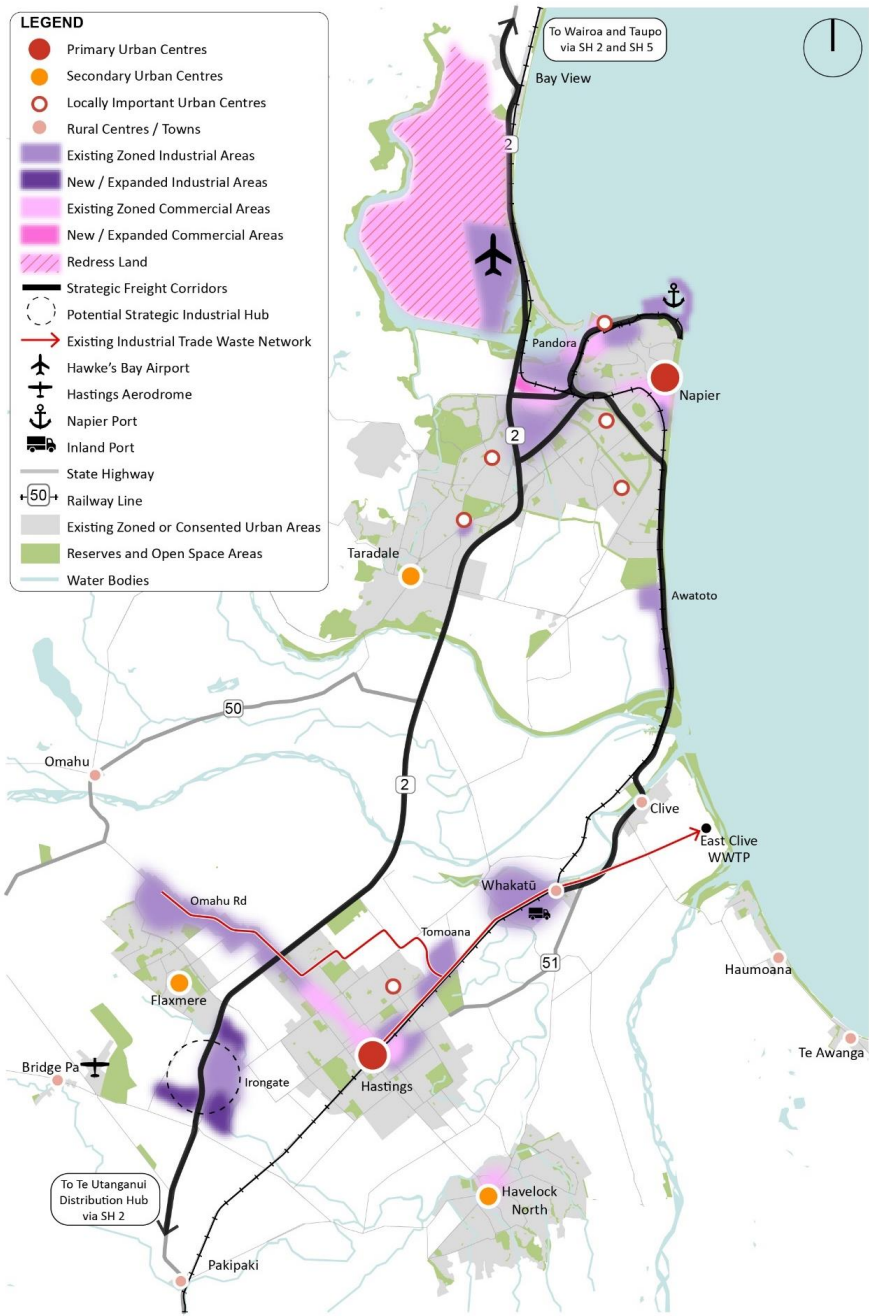 LEGEND
Primary Urban Centres
Secondary Urban Centres
Locally Important Urban Centres
Rural Centres / Towns
Existing Zoned Industrial Areas
New / Expanded Industrial Areas
Existing Zoned Commercial Areas
New / Expanded Commercial Areas
Redress Land
Strategic Freight Corridors
Potential Strategic Industrial Hub
Existing Industrial Trade Waste Network
Hawke's Bay Airport
Hastings Aerodrome
Napier Port
Inland Port
State Highway
50
Railway Line
Existing Zoned or Consented Urban Areas
Reserves and Open Space Areas
Water Bodies
To Wairoa and Taupo
via SH 2 and SH 5
Bay View
2
Pandora
Napier
2
Taradale
Awatoto
50
Omahu
2
Clive
East Clive
WWTP
Whakatū
Omahu Rd
Tomoana
51
Haumoana
Flaxmere
Te Awanga
Bridge Pa
Irongate
Hastings
To Te Utanganui
Distribution Hub
via SH 2
Havelock
North
Pakipaki